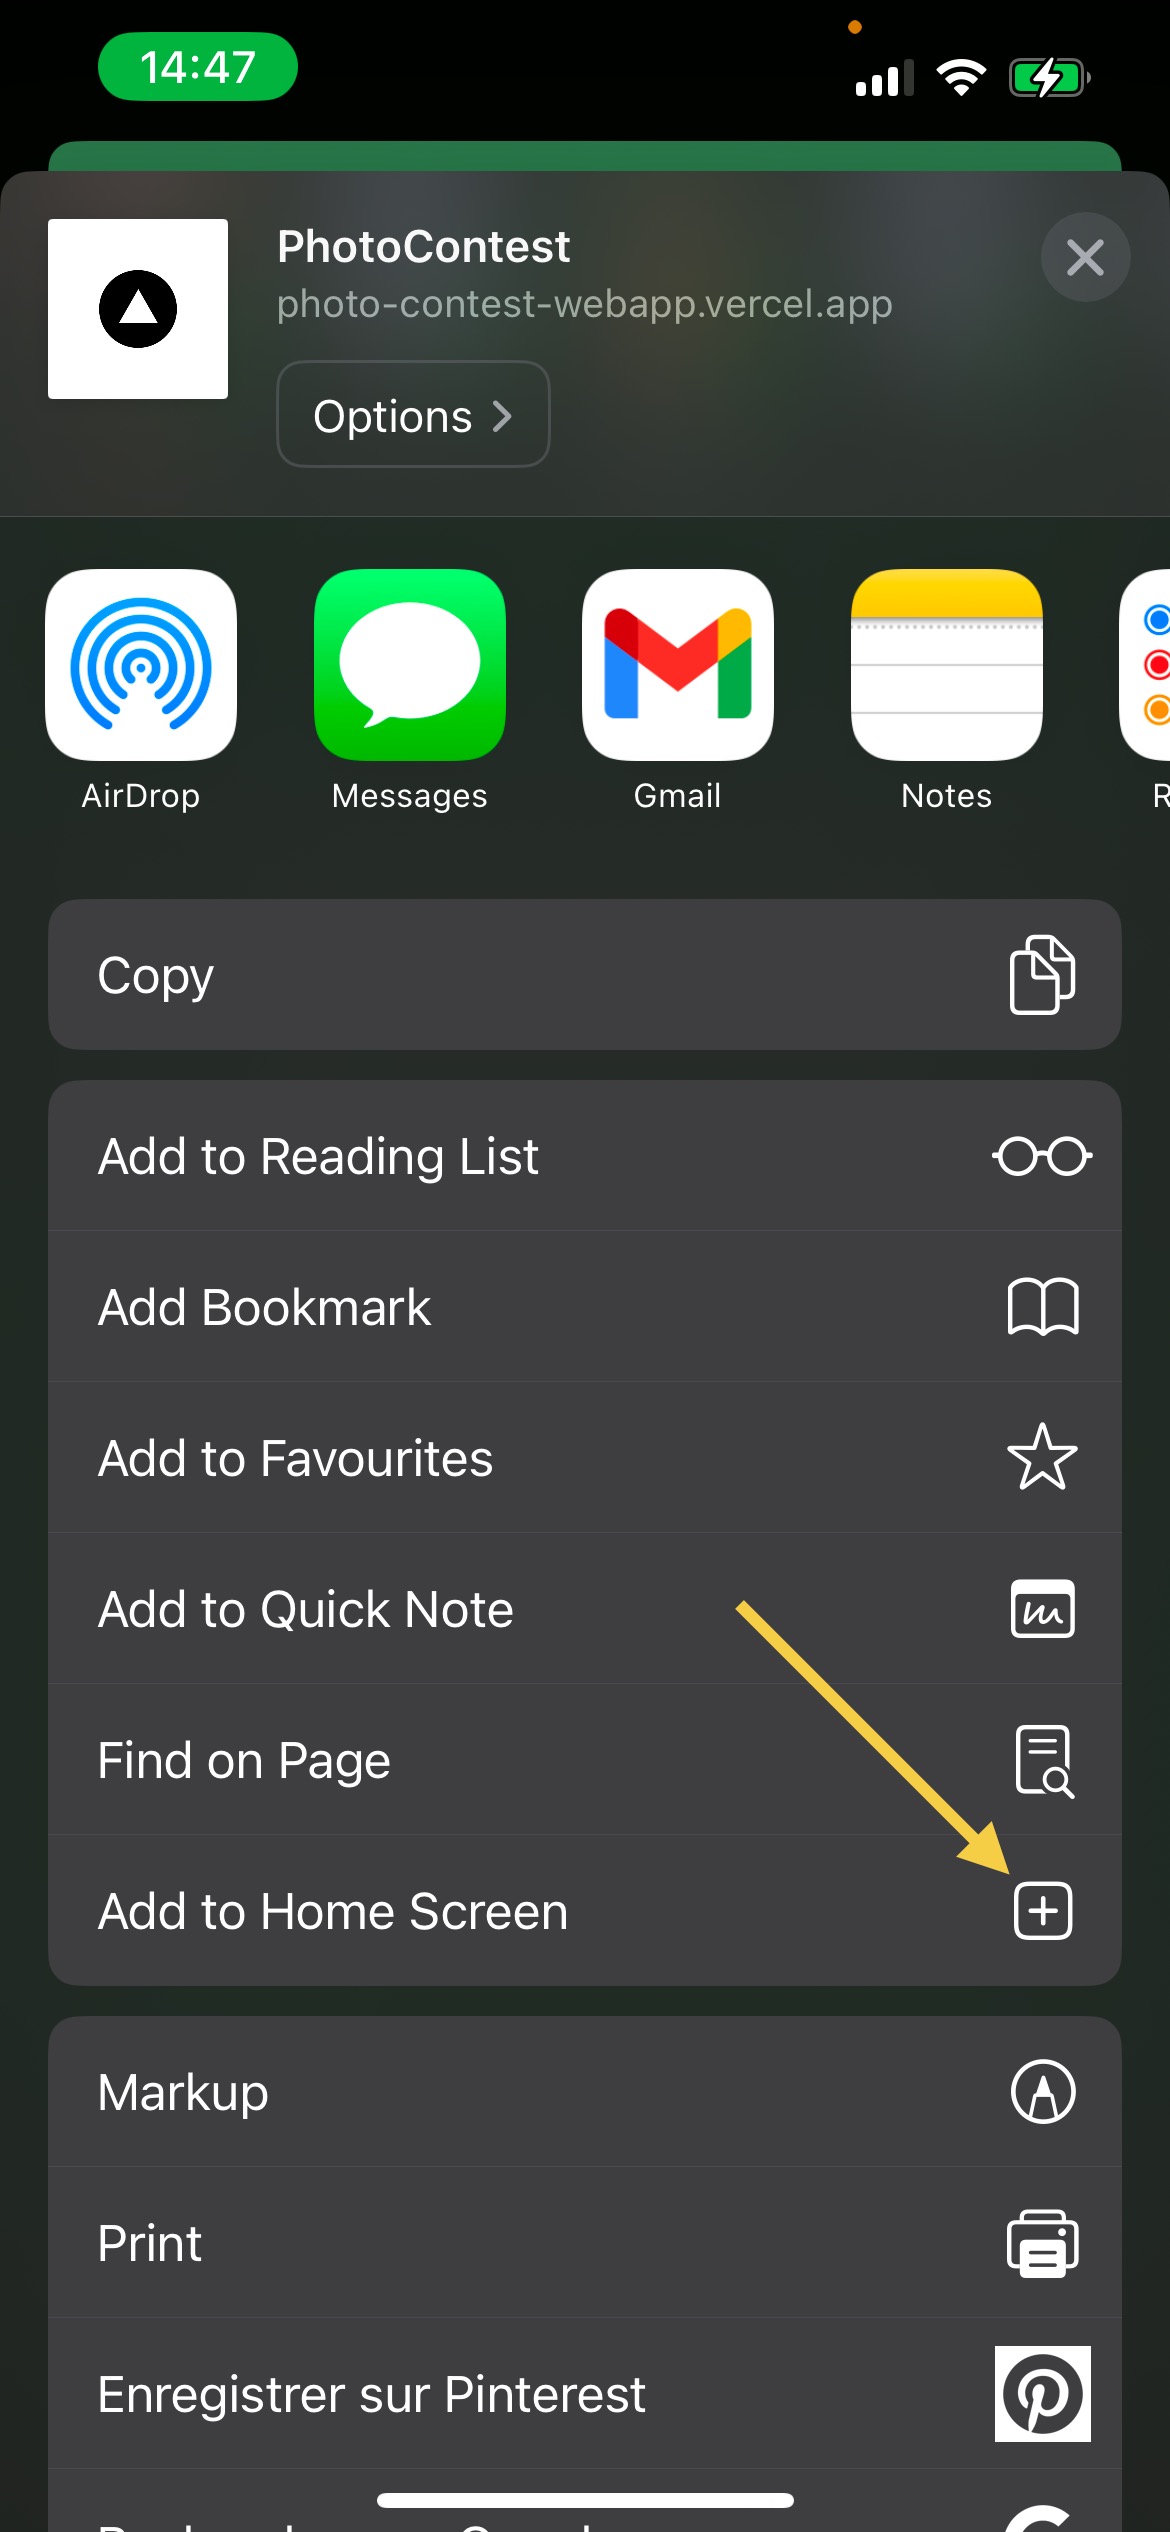 14:47
PhotoContest
photo-contest-webapp.vercel.app
Options
AirDrop
Messages
Gmail
Notes
Copy
Add to Reading List
Add Bookmark
Add to Favourites
Add to Quick Note
Find on Page
Add to Home Screen
Markup
Print
Enregistrer sur Pinterest